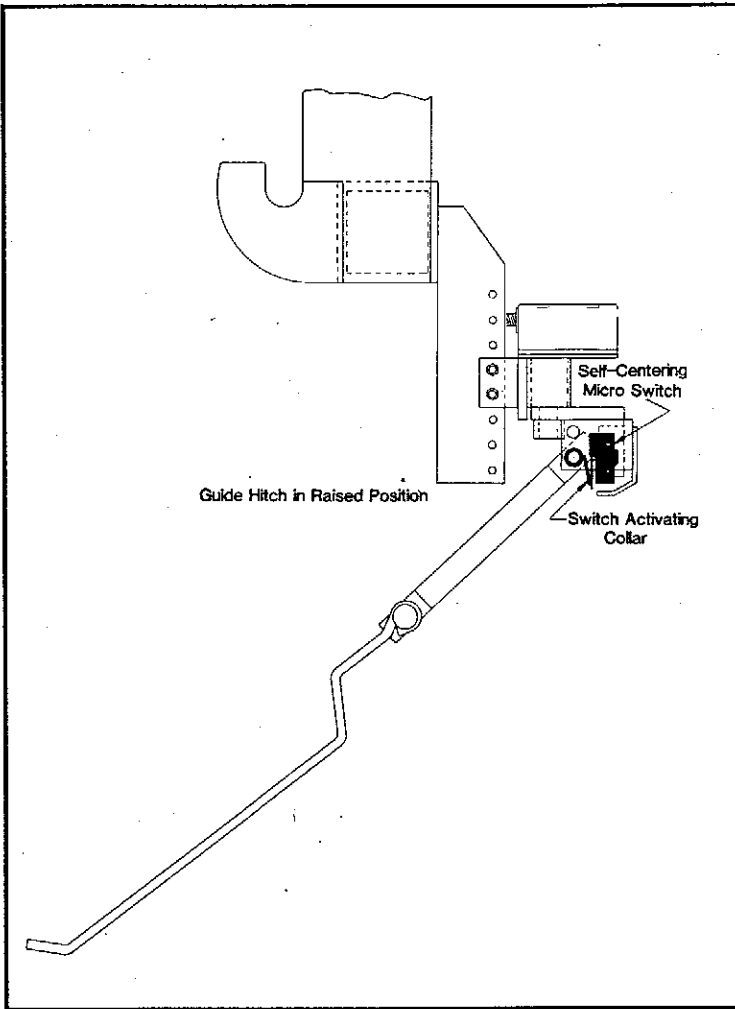 Self-Centering
Micro Switch
Guide Hitch in Raised Position
Switch Activating
Collar